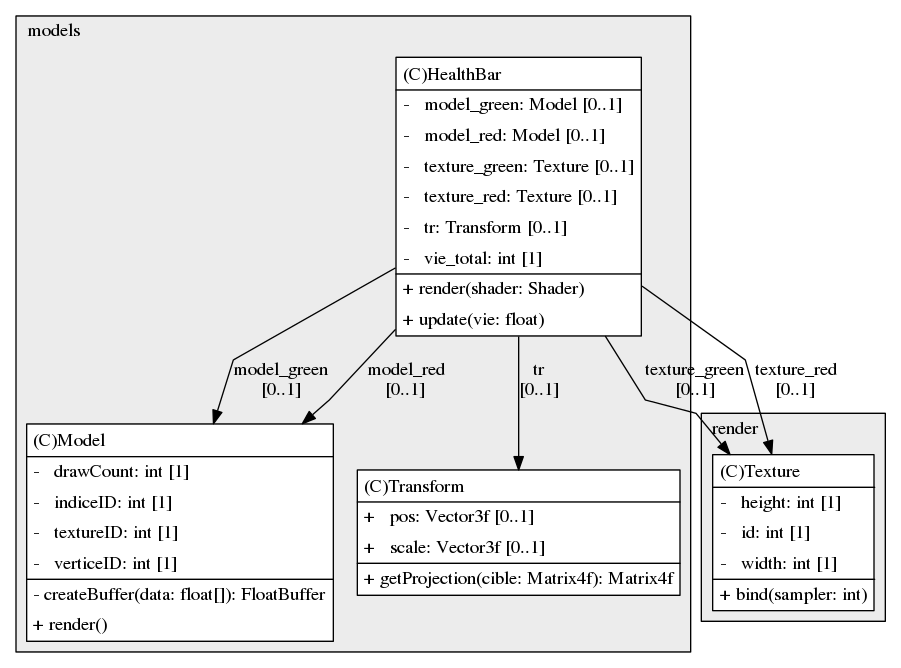 models
(C)HealthBar
- model_green: Model [0..1]
- model_red: Model [0..1]
- texture_green: Texture [0..1]
- texture_red: Texture [0..1]
- tr: Transform [0..1]
- vie_total: int [1]
+ render(shader: Shader)
+ update(vie: float)
model_green
[0..1]
model_red
[0..1]
tr
[0..1]
texture_green
[0..1]
texture_red
[0..1]
(C)Model
- drawCount: int [1]
- indiceID: int [1]
- textureID: int [1]
- verticeID: int [1]
- createBuffer(data: float[]): FloatBuffer
+ render()
(C)Transform
+ pos: Vector3f [0..1]
+ scale: Vector3f [0..1]
+ getProjection(cible: Matrix4f): Matrix4f
render
(C)Texture
- height: int [1]
- id: int [1]
- width: int [1]
+ bind(sampler: int)